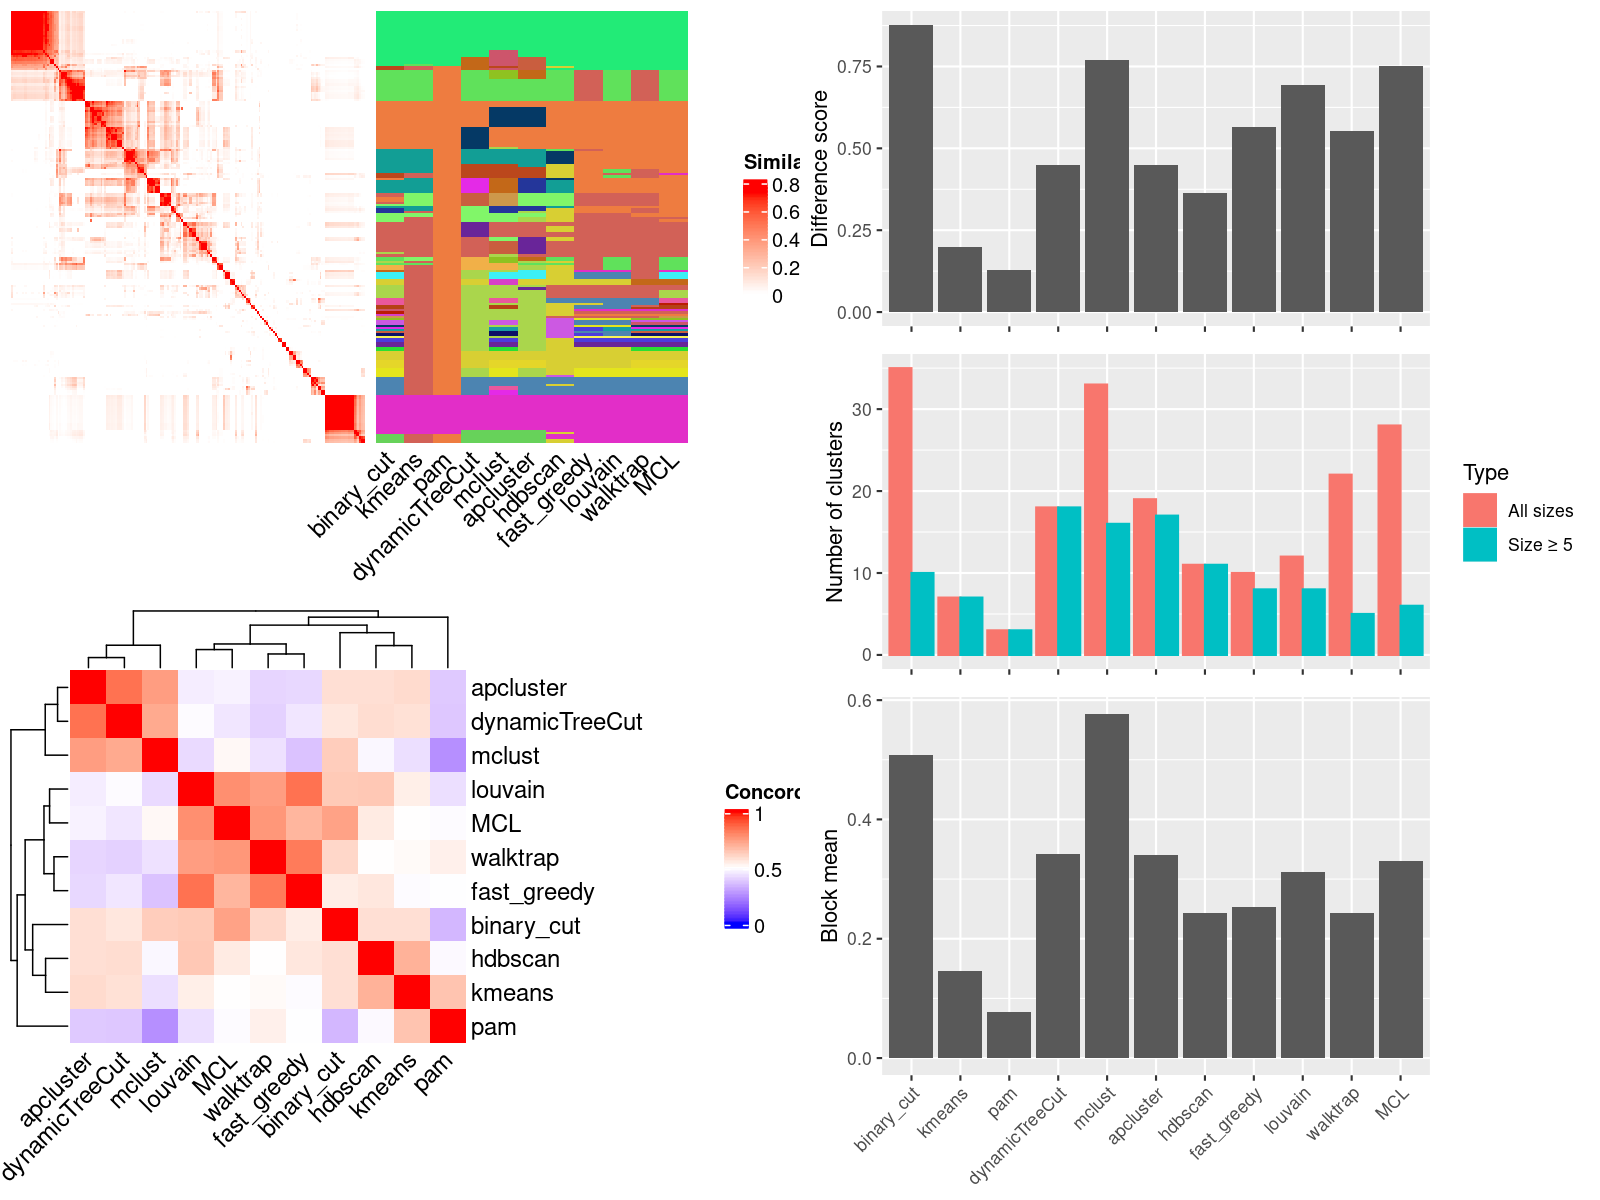 Simila
0.8
0.6
0.4
0.2
0
binary_cut
kmeans
pam
dynamicTreeCut
mclust
apcluster
hdbscan
fast_greedy
louvain
walktrap
MCL
Difference score
0.75
0.50
0.25
0.00
Number of clusters
30
20
10
0
Type
All sizes
Size ≥ 5
apcluster
dynamicTreeCut
mclust
louvain
MCL
walktrap
fast_greedy
binary_cut
hdbscan
kmeans
pam
Concord
1
0.5
0
apcluster
dynamicTreeCut
mclust
louvain
MCL
walktrap
fast_greedy
binary_cut
hdbscan
kmeans
pam
Block mean
0.6
0.4
0.2
0.0
binary_cut
kmeans
pam
dynamicTreeCut
mclust
apcluster
hdbscan
fast_greedy
louvain
walktrap
MCL